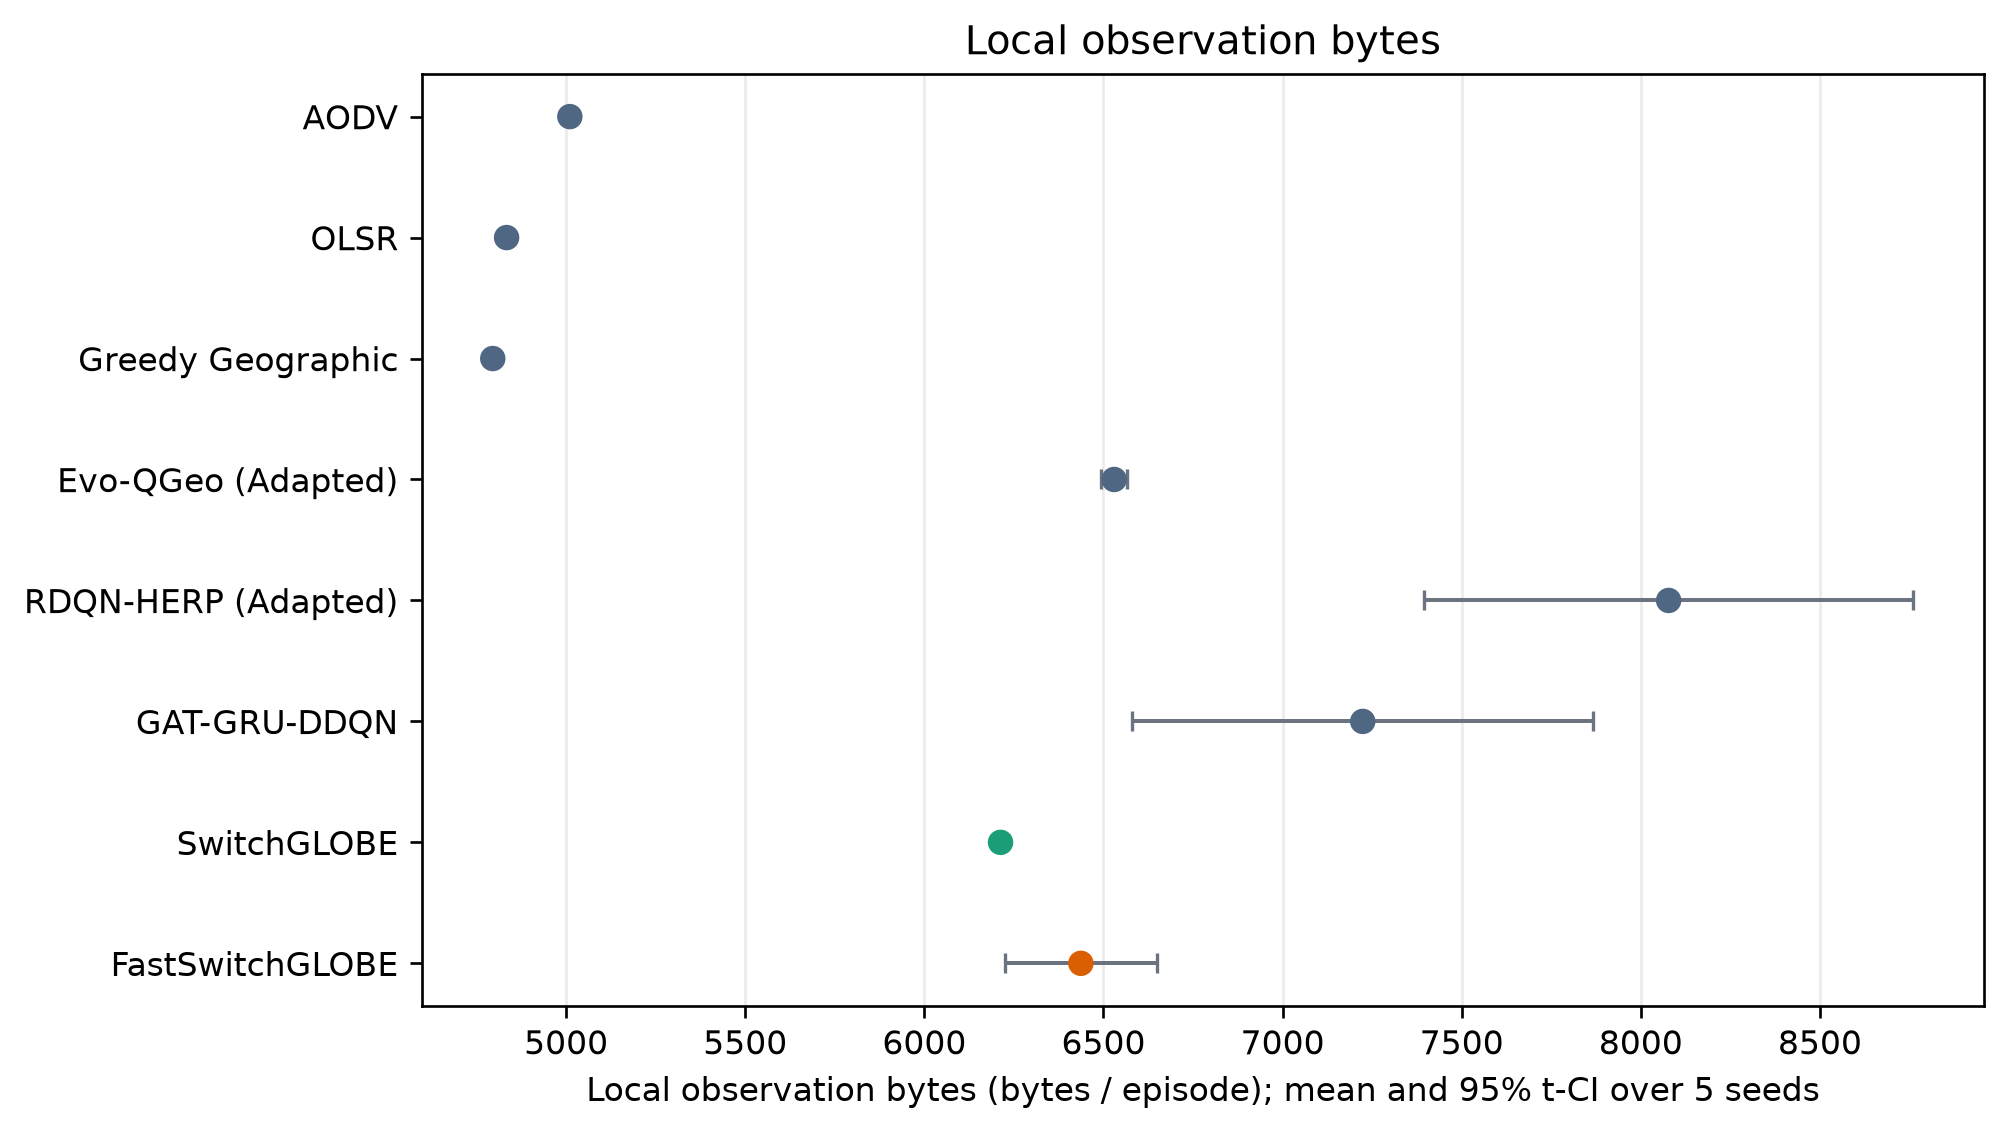 Local observation bytes
AODV
OLSR
Greedy Geographic
Evo-QGeo (Adapted)
RDQN-HERP (Adapted)
GAT-GRU-DDQN
SwitchGLOBE
FastSwitchGLOBE
5000 5500 6000 6500 7000 7500 8000 8500
Local observation bytes (bytes / episode); mean and 95% t-CI over 5 seeds